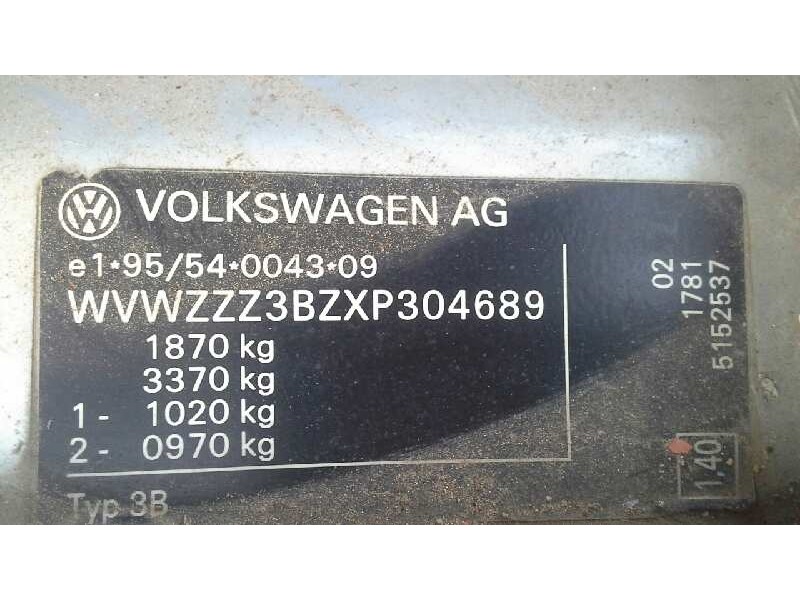 VOLKSWAGEN AG
e1*95/54*0043*09
WVWZZZ3BZXP304689
1870 kg
3370 kg
1- 1020 kg
2- 0970 kg
Typ 3B
02
1781
5152537
1,40